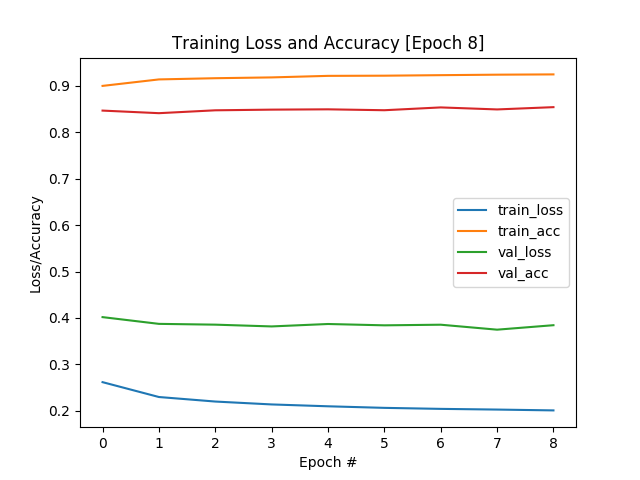 Training Loss and Accuracy [Epoch 8]
0.9
0.8
0.7
0.6
0.5
0.4
0.3
0.2
Loss/Accuracy
train_loss
train_acc
val_loss
val_acc
0 1 2 3 4 5 6 7 8
Epoch #